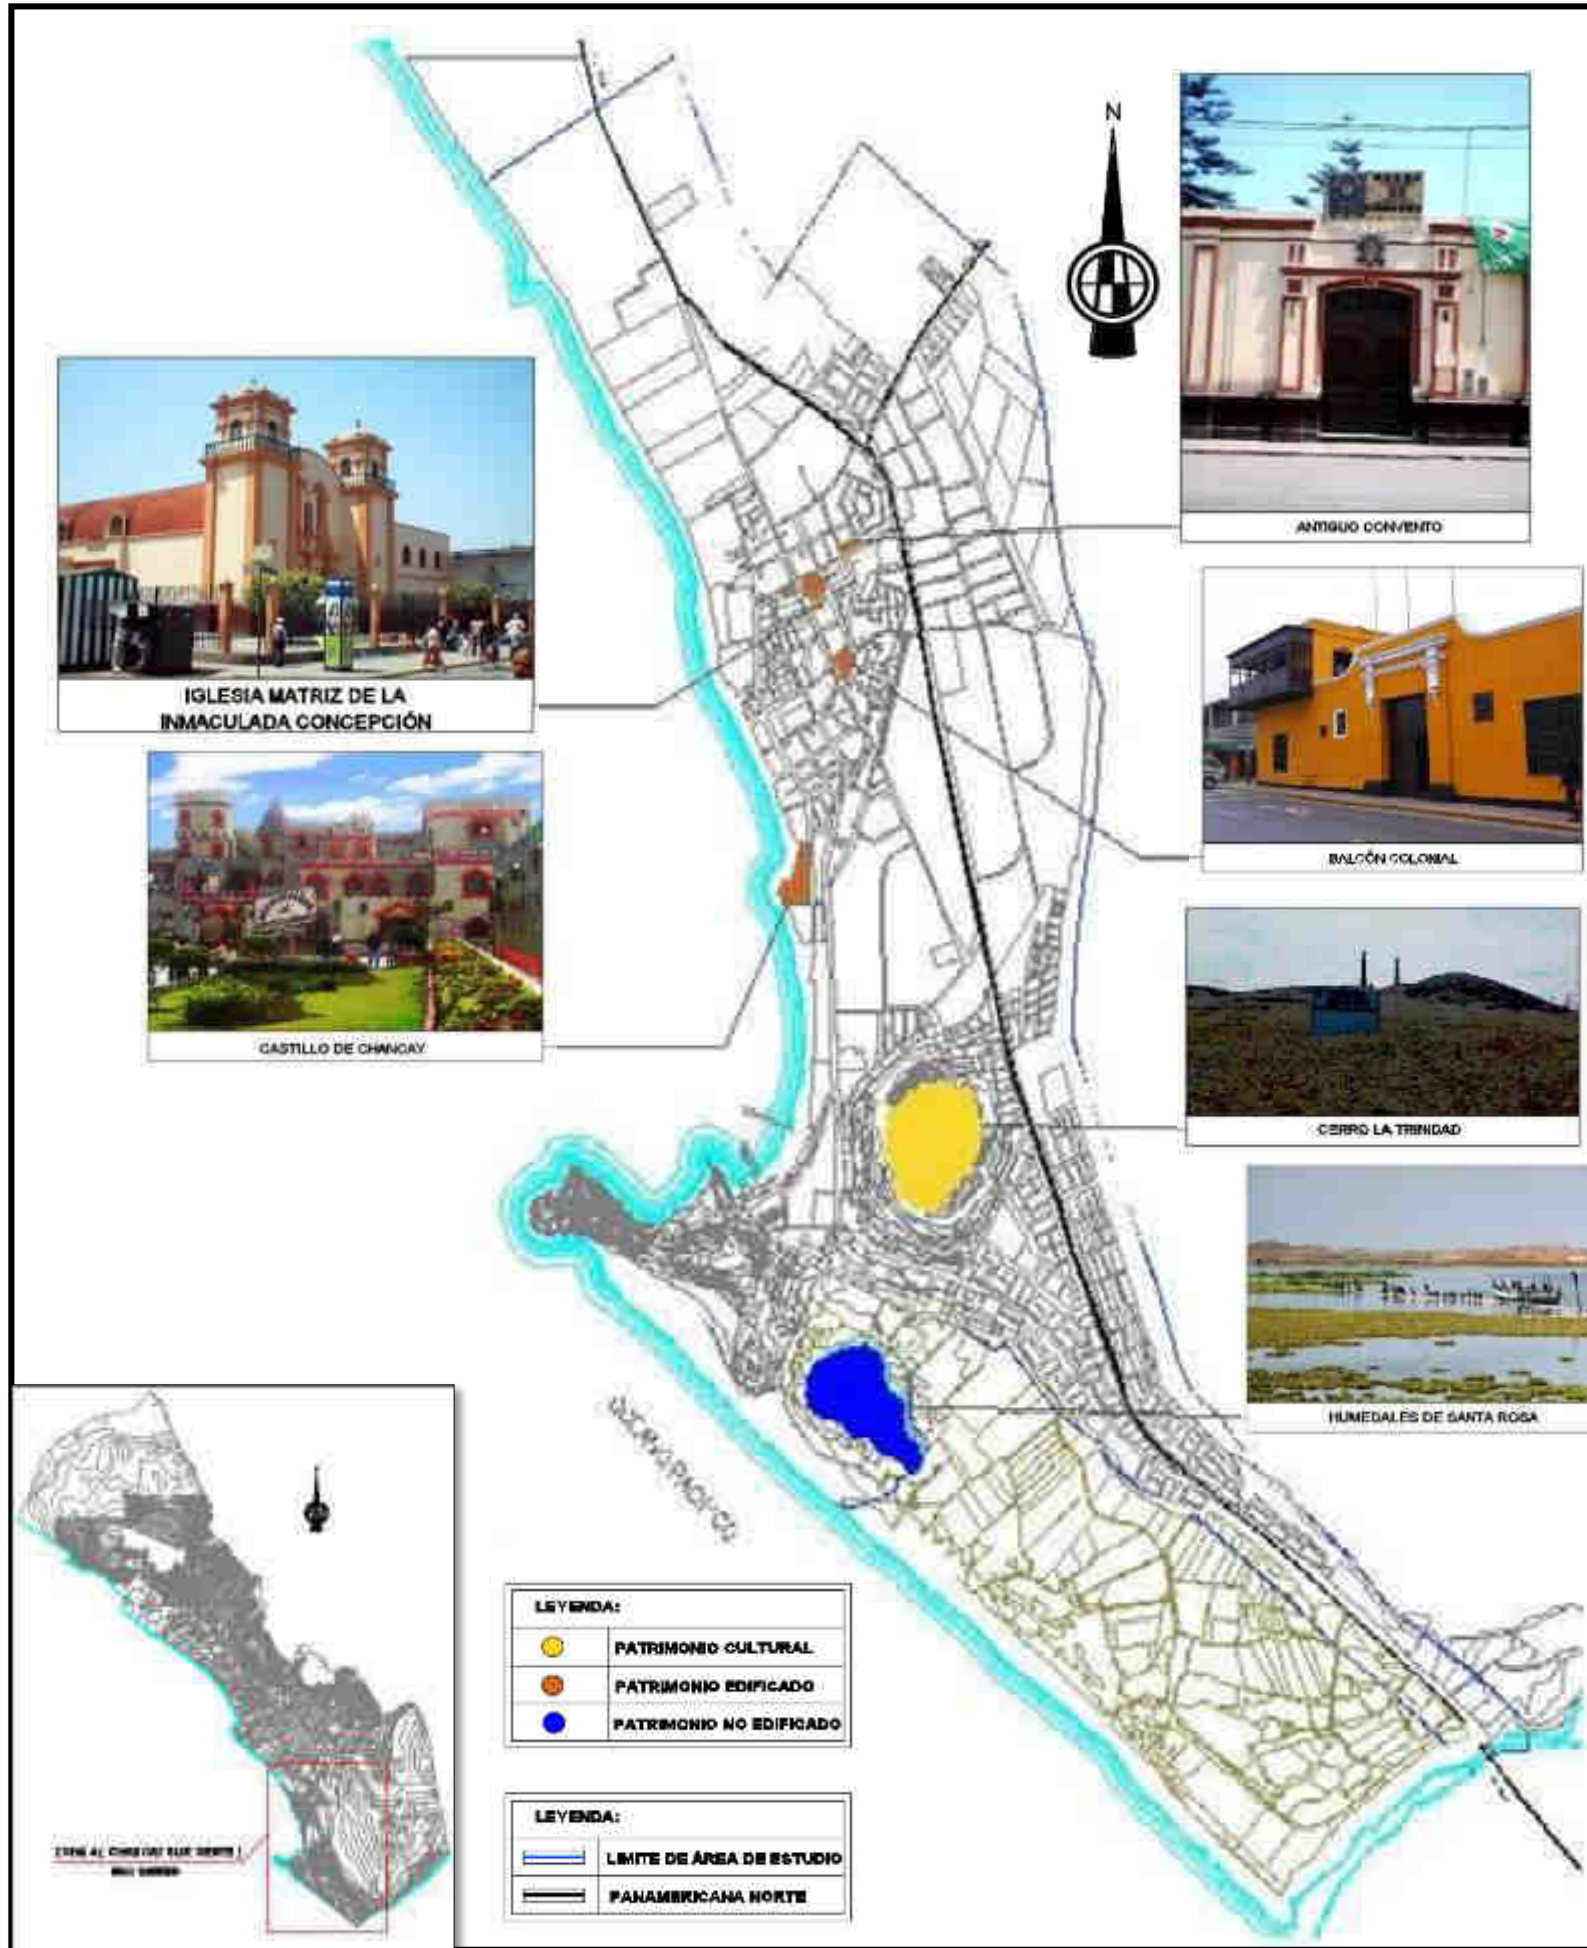 N
ANTIGUO CONVENTO
IGLESIA MATRIZ DE LA
INMACULADA CONCEPCIÓN
BALCÓN COLONIAL
CASTILLO DE CHANCAY
CERRO LA TRINIDAD
HUMEDALES DE SANTA ROSA
LEYENDA:
PATRIMONIO CULTURAL
PATRIMONIO EDIFICADO
PATRIMONIO NO EDIFICADO
LEYENDA:
LIMITE DE ÁREA DE ESTUDIO
PANAMERICANA NORTE